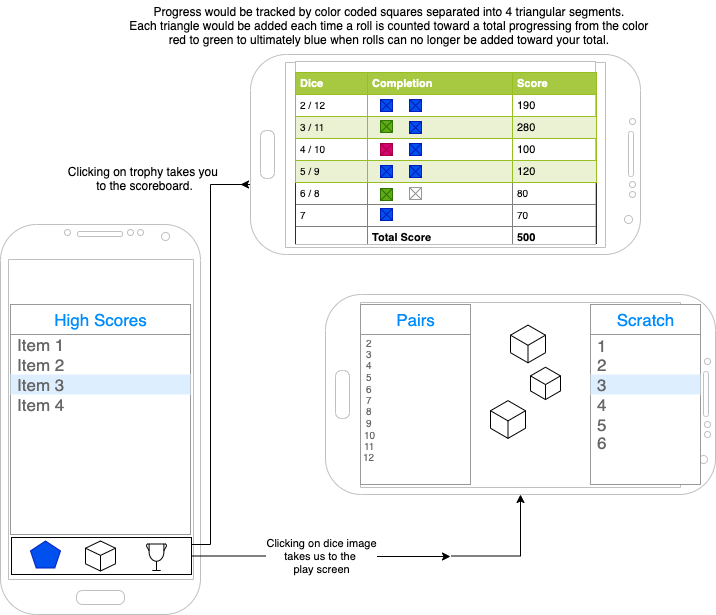 Progress would be tracked by color coded squares separated into 4 triangular segments.
Each triangle would be added each time a roll is counted toward a total progressing from the color
red to green to ultimately blue when rolls can no longer be added toward your total.
Dice Completion Score
2 / 12 190
3 / 11 280
4 / 10 100
5 / 9 120
6 / 8 80
7 70
Total Score 500
Clicking on trophy takes you
to the scoreboard.
High Scores
Item 1
Item 2
Item 3
Item 4
Pairs
2
3
4
5
6
7
8
9
10
11
12
Scratch
1
2
3
4
5
6
Clicking on dice image
takes us to the
play screen